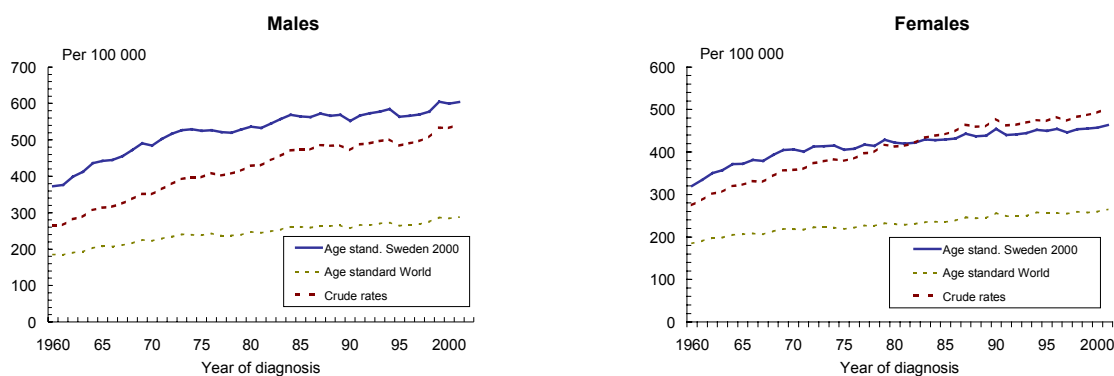 Males
Per 100 000
700
600
500
400
300
200
100
0
1960 65 70 75 80 85 90 95 2000
Year of diagnosis
Age stand. Sweden 2000
Age standard World
Crude rates
Females
Per 100 000
600
500
400
300
200
100
0
1960 65 70 75 80 85 90 95 2000
Year of diagnosis
Age stand. Sweden 2000
Age standard World
Crude rates